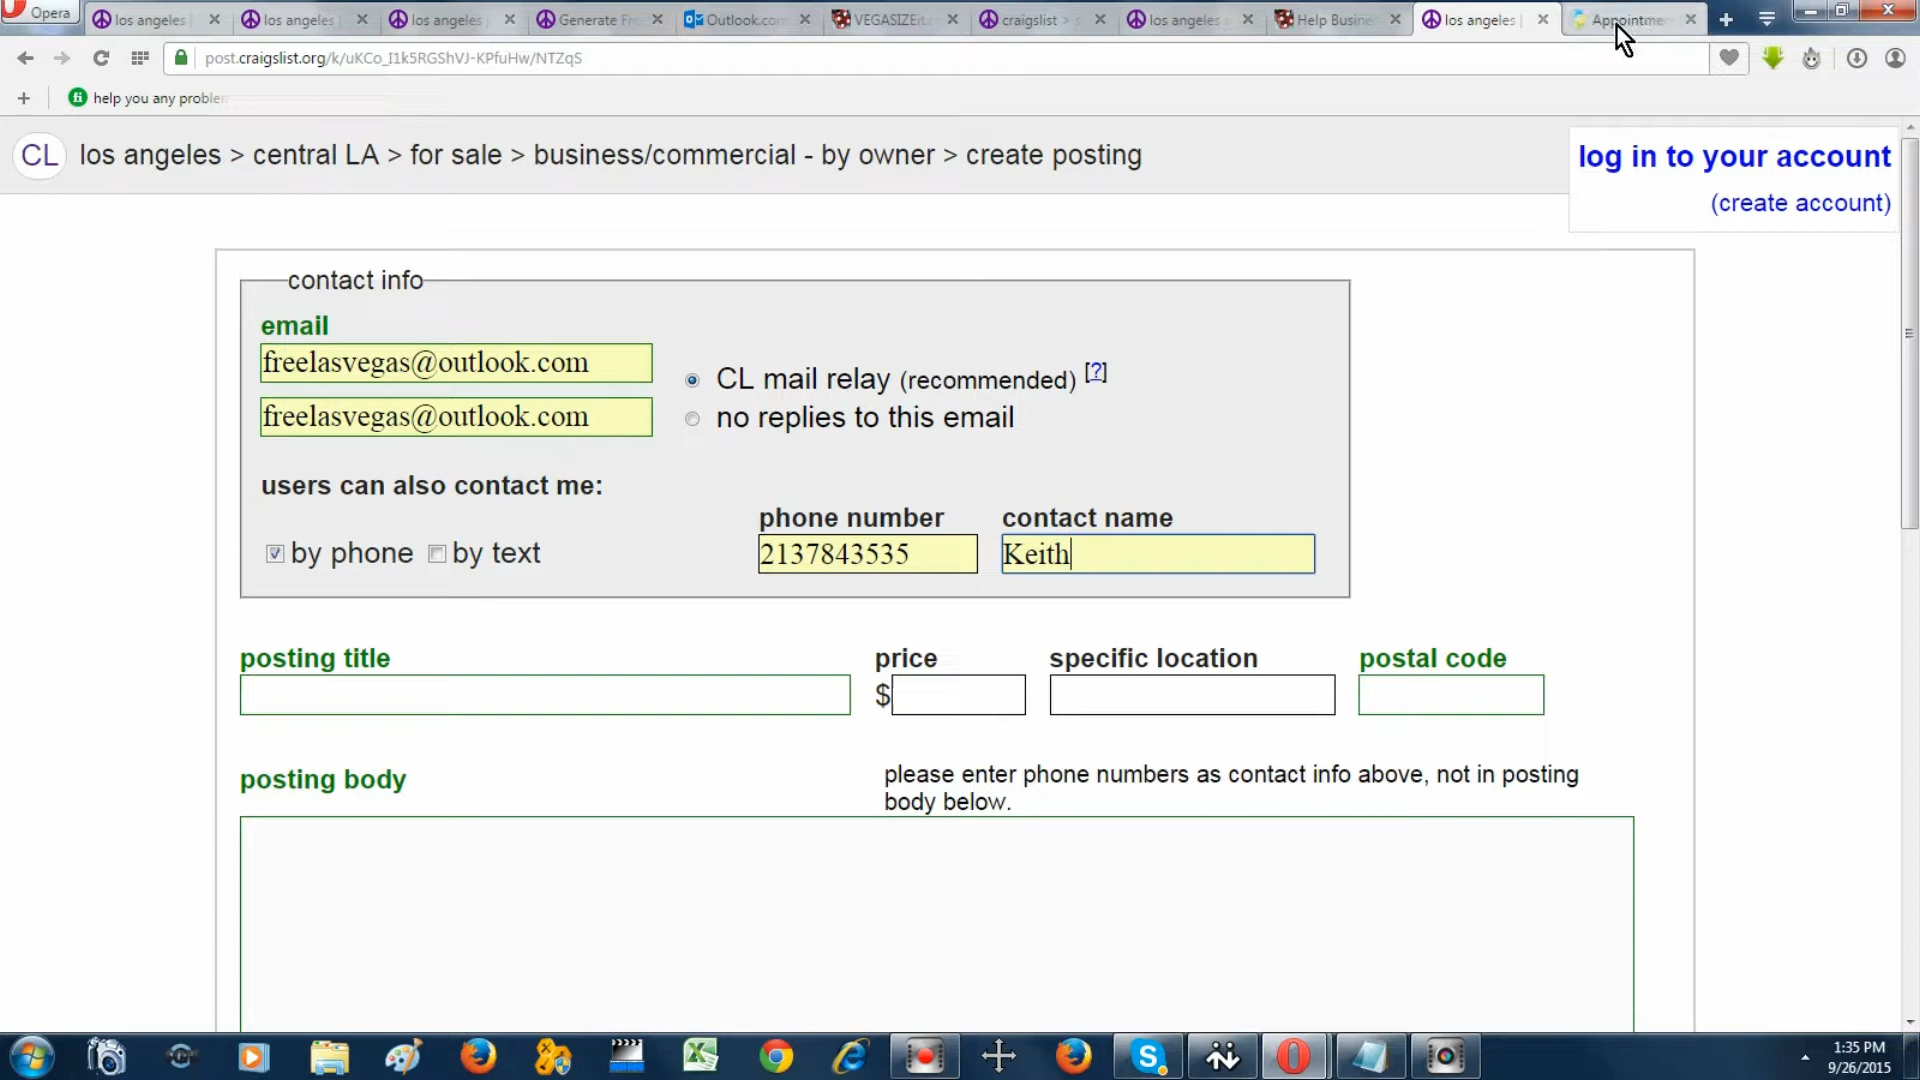 Opera los angeles los angeles los angeles Generate Fre Outlook.co VEGASIZEit. craigslist > s los angeles Help Busine los angeles Appointme
post.craigslist.org/k/uKCo_I1k5RGShVJ-KPfuHw/NTZqS
help you any problem
CL los angeles > central LA > for sale > business/commercial - by owner > create posting
log in to your account
(create account)
contact info
email
freelasvegas@outlook.com
CL mail relay (recommended) [?]
freelasvegas@outlook.com
no replies to this email
users can also contact me:
phone number contact name
by phone by text 2137843535 Keith
posting title price specific location postal code
$
posting body
please enter phone numbers as contact info above, not in posting
body below.
1:35 PM
9/26/2015